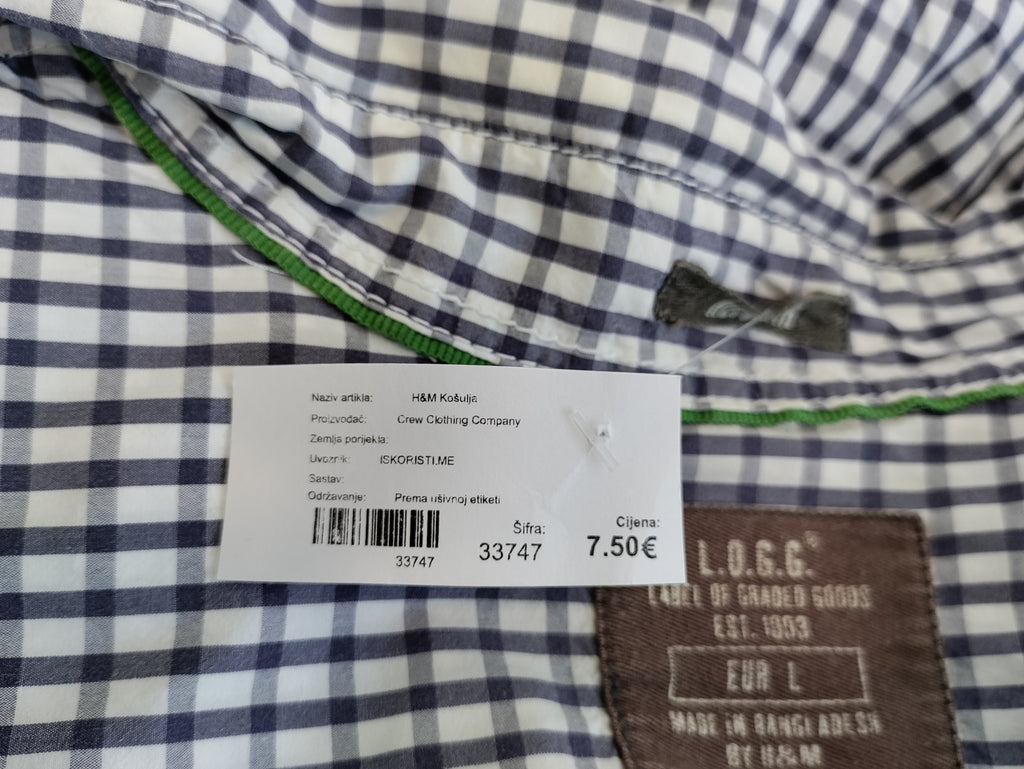 Naziv artikla: H&M Košulja
Proizvođač: Crew Clothing Company
Zemlja porijekla:
Uvoznik: ISKORISTI.ME
Sastav:
Održavanje: Prema ušivnoj etiketi
33747
Šifra:
33747
Cijena:
7.50€
L.O.G.G.®
LABEL OF GRADED GOODS
EST. 1993
EUR L
MADE IN BANGLADESH
BY H&M